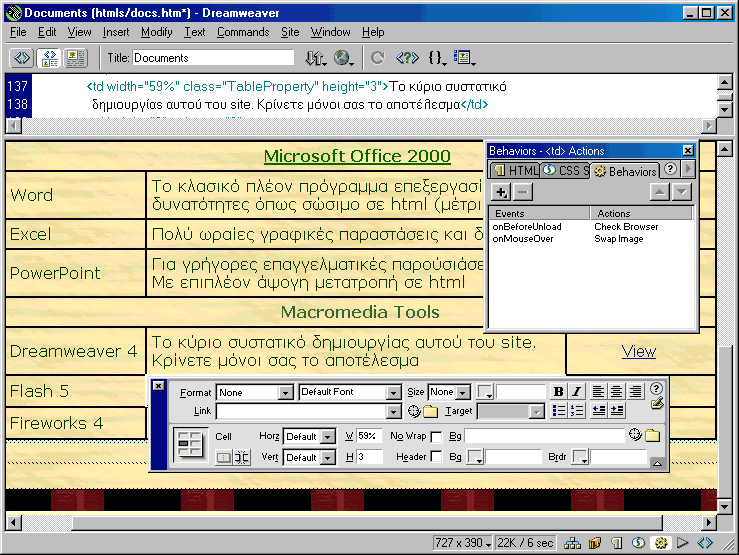 Documents (htmls/docs.htm*) - Dreamweaver
File Edit View Insert Modify Text Commands Site Window Help
Title: Documents
137 <td width="59%" class="TableProperty" height="3">Το κύριο συστατικό
138 δημιουργίας αυτού του site. Κρίνετε μόνοι σας το αποτέλεσμα</td>
Microsoft Office 2000
Word
Το κλασικό πλέον πρόγραμμα επεξεργασί
δυνατότητες όπως σώσιμο σε html (μέτρι
Excel
Πολύ ωραίες γραφικές παραστάσεις και δ
PowerPoint
Για γρήγορες επαγγελματικές παρούσιάσε
Με επιπλέον άψογη μετατροπή σε html
Macromedia Tools
Dreamweaver 4
Το κύριο συστατικό δημιουργίας αυτού του site.
Κρίνετε μόνοι σας το αποτέλεσμα
View
Flash 5
Fireworks 4
Behaviors - <td> Actions
HTML CSS S Behaviors
Events Actions
onBeforeUnload Check Browser
onMouseOver Swap Image
Format None Default Font Size None B I
Link Target
Cell Horz Default W 59% No Wrap Bg
Vert Default H 3 Header Bg Brdr
727 x 390 22K / 6 sec